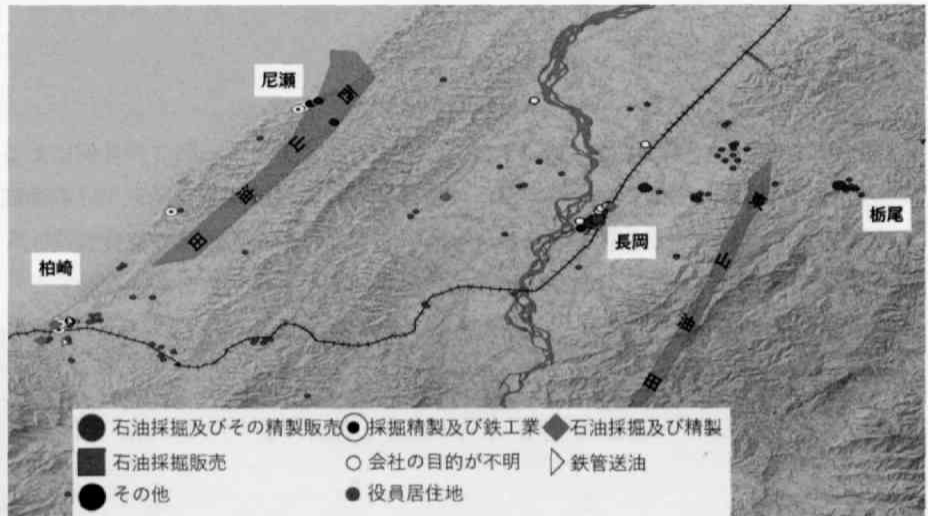 尼瀬
西山油田
柏崎
長岡
栃尾
東山油田
石油採掘及びその精製販売
採掘精製及び鉄工業
石油採掘及び精製
石油採掘販売
会社の目的が不明
鉄管送油
その他
役員居住地